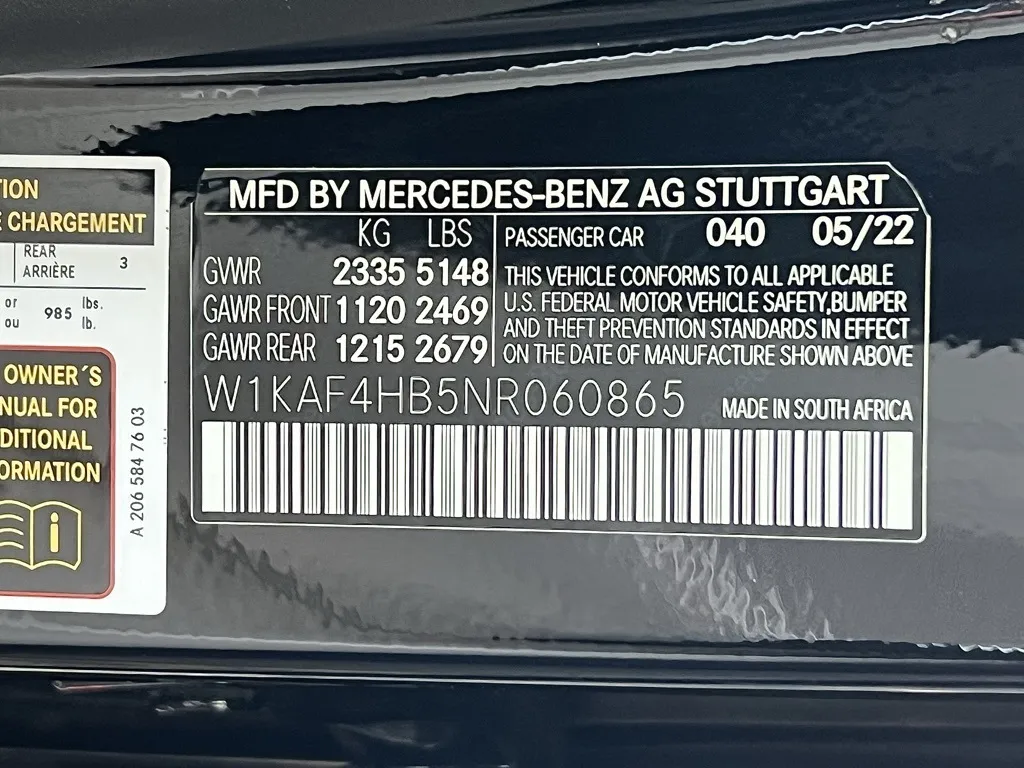 TION
E CHARGEMENT
REAR
ARRIÈRE 3
or
ou 985 lbs.
lb.
OWNER´S
NUAL FOR
DITIONAL
ORMATION
i
A 206 584 76 03
MFD BY MERCEDES-BENZ AG STUTTGART
KG LBS
GVWR 2335 5148
GAWR FRONT 1120 2469
GAWR REAR 1215 2679
PASSENGER CAR 040 05/22
THIS VEHICLE CONFORMS TO ALL APPLICABLE
U.S. FEDERAL MOTOR VEHICLE SAFETY,BUMPER
AND THEFT PREVENTION STANDARDS IN EFFECT
ON THE DATE OF MANUFACTURE SHOWN ABOVE
W1KAF4HB5NR060865 MADE IN SOUTH AFRICA